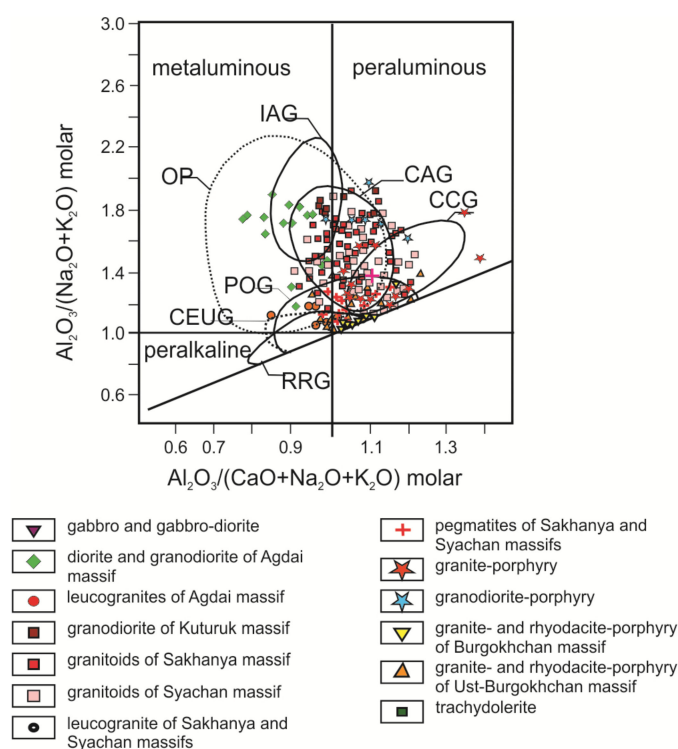 3.0
2.6
2.2
1.8
1.4
1.0
0.6
Al₂O₃/(Na₂O+K₂O) molar
metaluminous
peraluminous
IAG
OP
CAG
CCG
POG
CEUG
peralkaline
RRG
0.6 0.7 0.9 1.1 1.3
Al₂O₃/(CaO+Na₂O+K₂O) molar
gabbro and gabbro-diorite
diorite and granodiorite of Agdai
massif
leucogranites of Agdai massif
granodiorite of Kuturuk massif
granitoids of Sakhanya massif
granitoids of Syachan massif
leucogranite of Sakhanya and
Syachan massifs
pegmatites of Sakhanya and
Syachan massifs
granite-porphyry
granodiorite-porphyry
granite- and rhyodacite-porphyry
of Burgokhchan massif
granite- and rhyodacite-porphyry
of Ust-Burgokhchan massif
trachydolerite